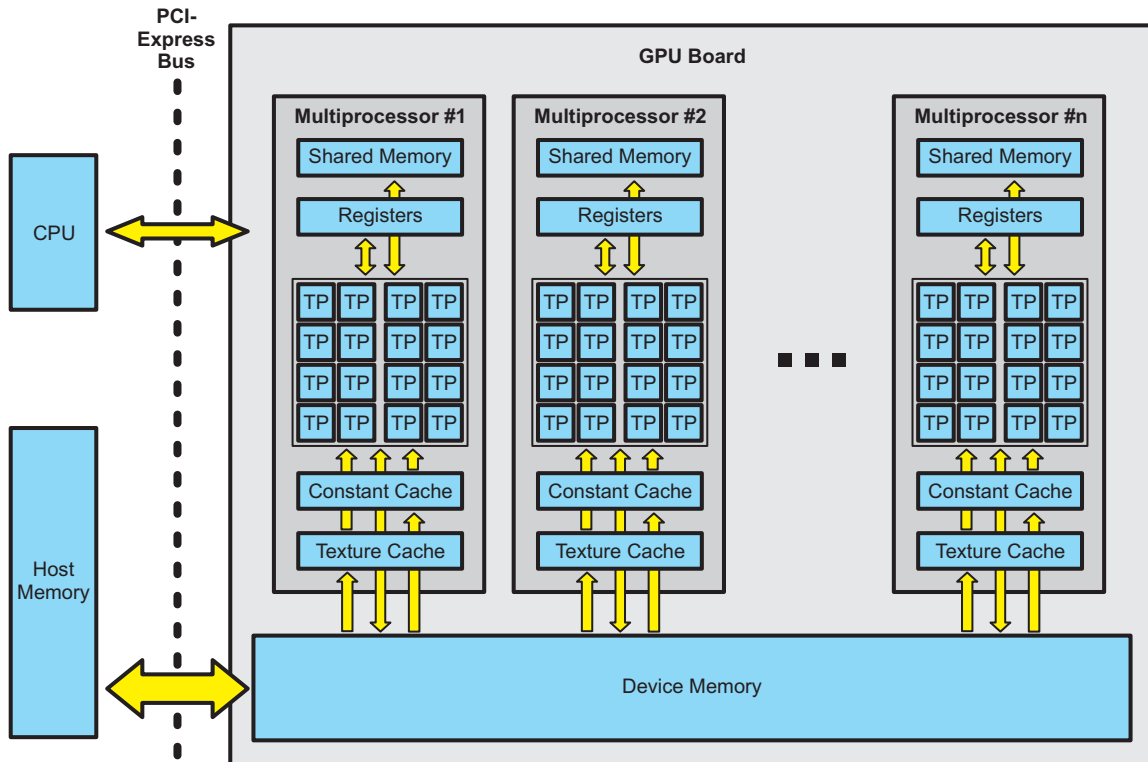 PCI-
Express
Bus
GPU Board
Multiprocessor #1
Shared Memory
Registers
TP TP TP TP
TP TP TP TP
TP TP TP TP
TP TP TP TP
Constant Cache
Texture Cache
Multiprocessor #2
Shared Memory
Registers
TP TP TP TP
TP TP TP TP
TP TP TP TP
TP TP TP TP
Constant Cache
Texture Cache
Multiprocessor #n
Shared Memory
Registers
TP TP TP TP
TP TP TP TP
TP TP TP TP
TP TP TP TP
Constant Cache
Texture Cache
CPU
Host
Memory
Device Memory